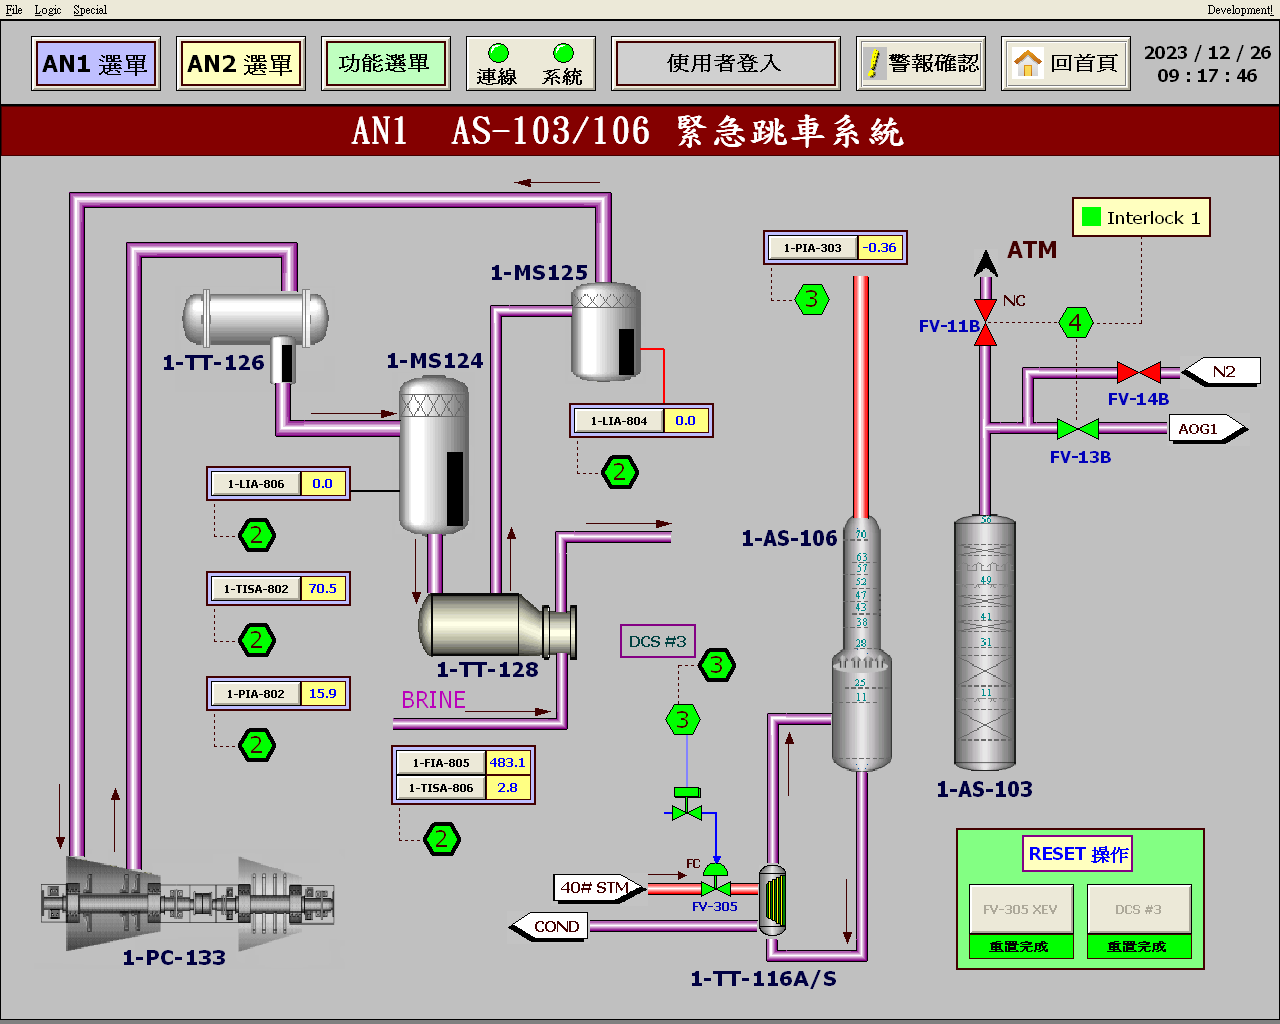 File Logic Special Development!
AN1 選單
AN2 選單
功能選單
連線 系統
使用者登入
警報確認
回首頁
2023 / 12 / 26
09 : 17 : 46
AN1 AS-103/106 緊急跳車系統
Interlock 1
1-PIA-303 -0.36
ATM
1-MS125
3
NC
4
FV-11B
1-TT-126
1-MS124
N2
FV-14B
1-LIA-804 0.0
AOG1
FV-13B
2
1-LIA-806 0.0
2
1-AS-106
56
70
63
57
52
47
43
38
28
25
11
49
41
31
11
1-TISA-802 70.5
2
DCS #3
3
1-TT-128
1-PIA-802 15.9
BRINE
2
3
1-FIA-805 483.1
1-TISA-806 2.8
2
1-AS-103
RESET 操作
FC
40# STM
FV-305
FV-305 XEV
DCS #3
COND
重置完成
重置完成
1-PC-133
1-TT-116A/S